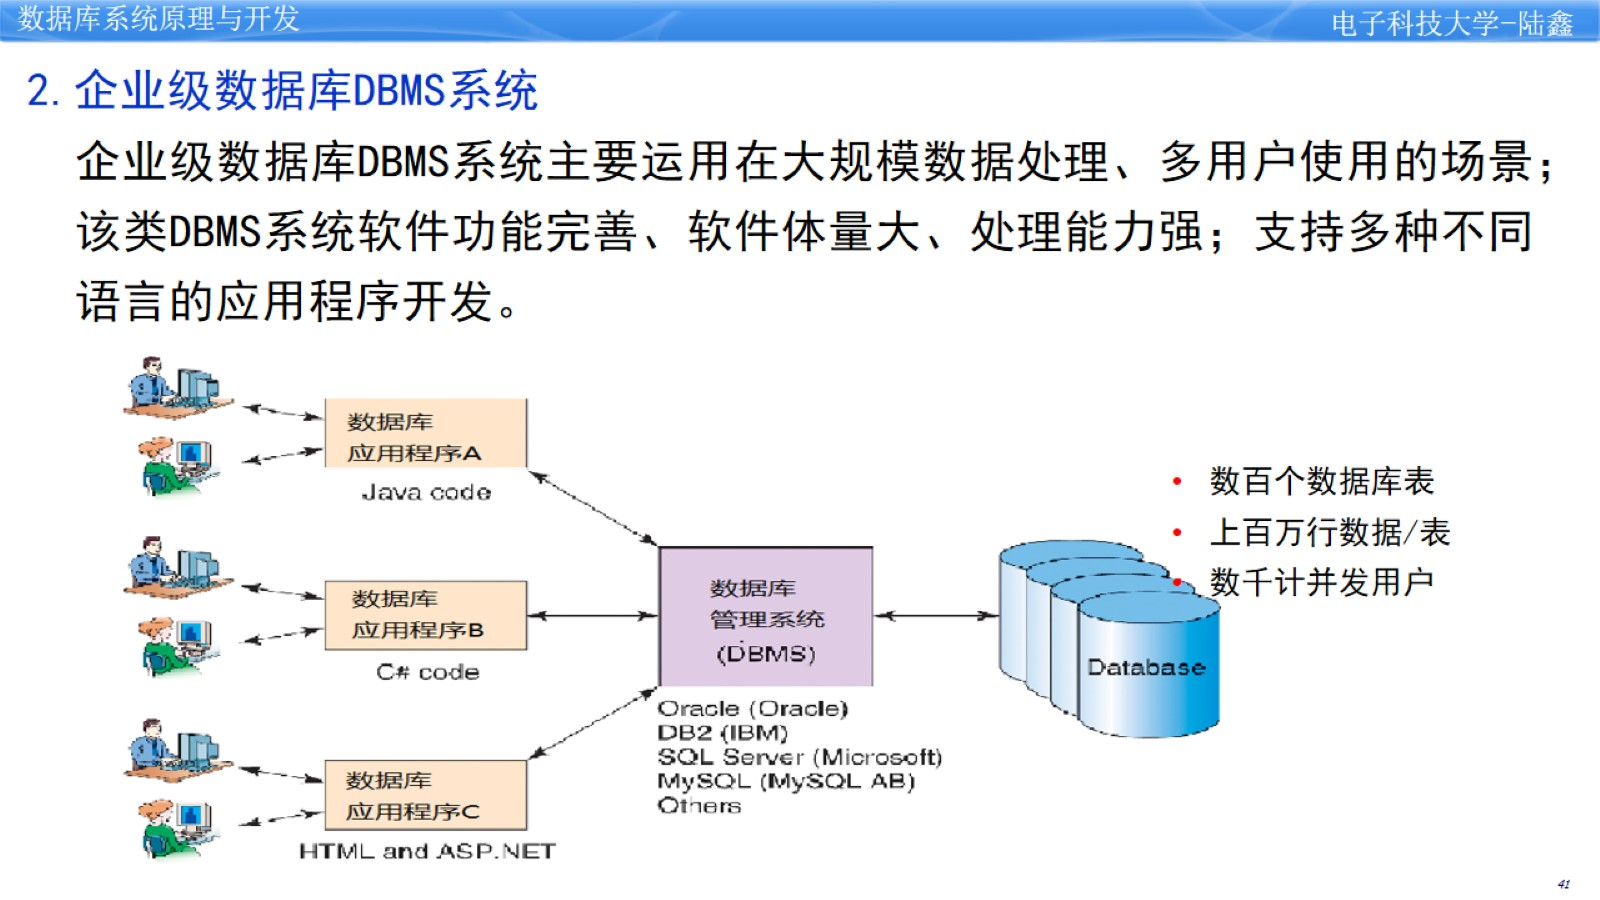 数据库系统原理与开发
电子科技大学-陆鑫
2. 企业级数据库DBMS系统
企业级数据库DBMS系统主要运用在大规模数据处理、多用户使用的场景;
该类DBMS系统软件功能完善、软件体量大、处理能力强; 支持多种不同
语言的应用程序开发。
数据库
应用程序A
Java code
数据库
应用程序B
C# code
数据库
应用程序C
HTML and ASP.NET
数据库
管理系统
(DBMS)
Oracle (Oracle)
DB2 (IBM)
SQL Server (Microsoft)
MySQL (MySQL AB)
Others
• 数百个数据库表
• 上百万行数据/表
• 数千计并发用户
Database
41